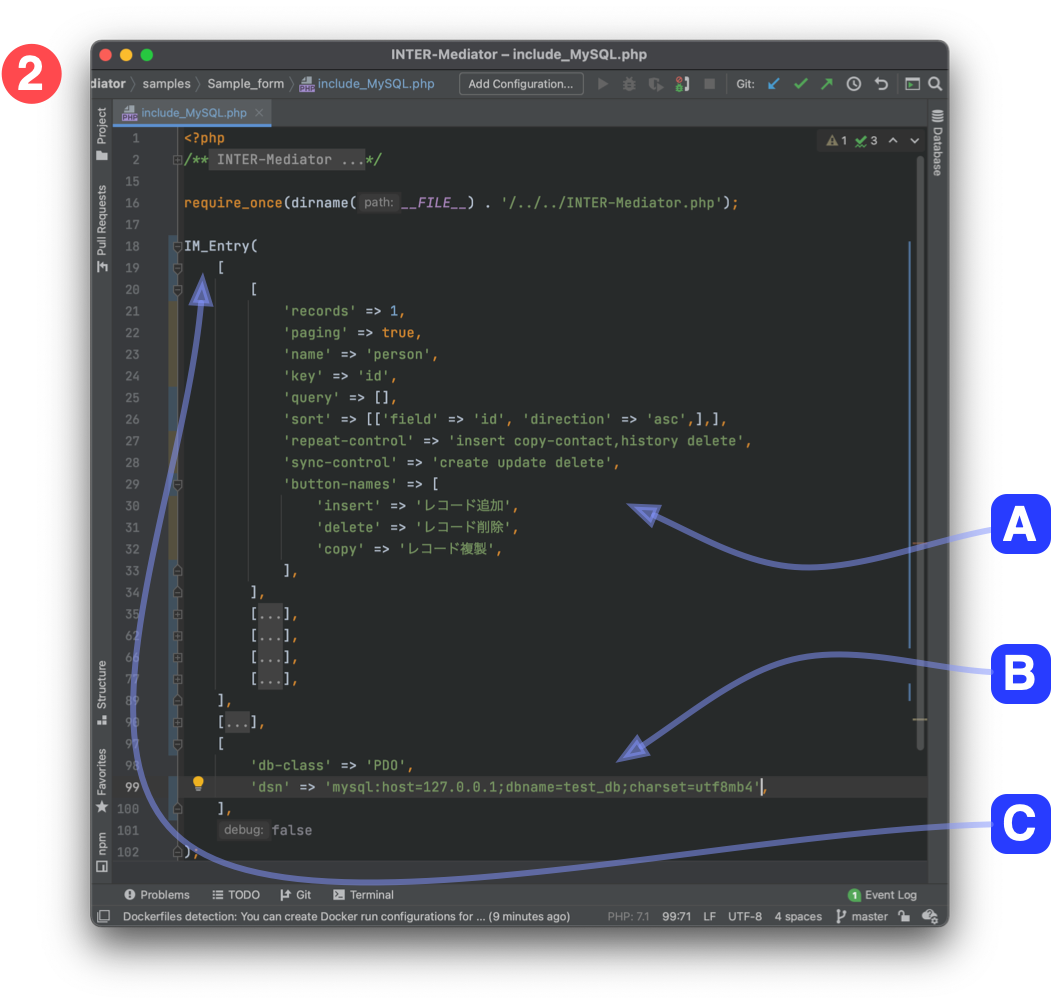 2
INTER-Mediator – include_MySQL.php
diator 〉 samples 〉 Sample_form 〉 include_MySQL.php Add Configuration... Git:
include_MySQL.php ×
Project
Pull Requests
Structure
Favorites
npm
Database
1 3
1 <?php
2 /** INTER-Mediator ...*/
15
16 require_once(dirname( path: __FILE__) . '/../../INTER-Mediator.php');
17
18 IM_Entry(
19 [
20 [
21 'records' => 1,
22 'paging' => true,
23 'name' => 'person',
24 'key' => 'id',
25 'query' => [],
26 'sort' => [['field' => 'id', 'direction' => 'asc',],],
27 'repeat-control' => 'insert copy-contact,history delete',
28 'sync-control' => 'create update delete',
29 'button-names' => [
30 'insert' => 'レコード追加',
31 'delete' => 'レコード削除',
32 'copy' => 'レコード複製',
33 ],
34 ],
35 [...],
62 [...],
66 [...],
77 [...],
89 ],
90 [...],
97 [
98 'db-class' => 'PDO',
99 'dsn' => 'mysql:host=127.0.0.1;dbname=test_db;charset=utf8mb4',
100 ],
101 debug: false
102 );
A
B
C
Problems TODO Git Terminal 1 Event Log
Dockerfiles detection: You can create Docker run configurations for ... (9 minutes ago) PHP: 7.1 99:71 LF UTF-8 4 spaces master